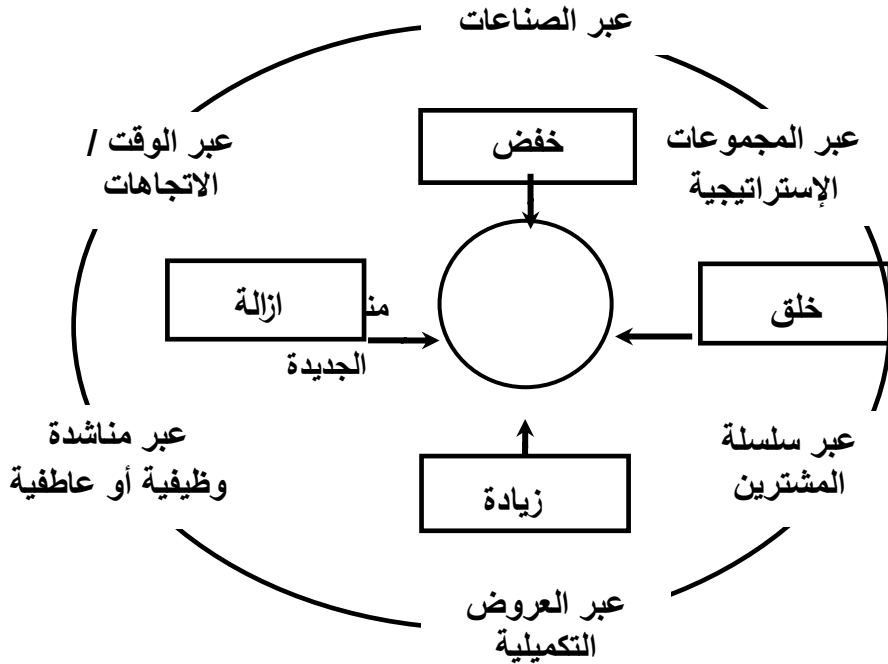 عبر الصناعات
عبر المجموعات
الإستراتيجية
خفض
عبر الوقت /
الاتجاهات
خلق
ازالة
الجديدة
عبر سلسلة
المشترين
زيادة
عبر مناشدة
وظيفية أو عاطفية
عبر العروض
التكميلية